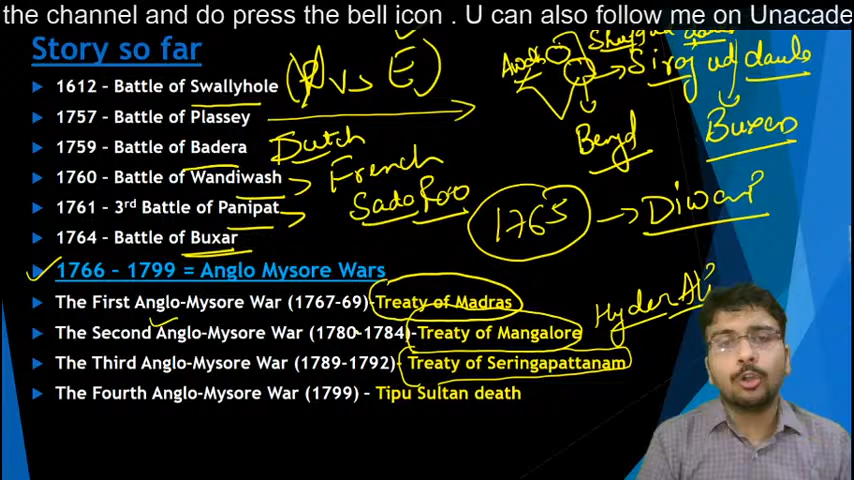 the channel and do press the bell icon . U can also follow me on Unacade
Story so far
1612 - Battle of Swallyhole (P vs E)
1757 - Battle of Plassey
1759 - Battle of Badera Dutch
1760 - Battle of Wandiwash French
1761 - 3rd Battle of Panipat Sada Roo
1764 - Battle of Buxar
1766 - 1799 = Anglo Mysore Wars
The First Anglo-Mysore War (1767-69)-Treaty of Madras
The Second Anglo-Mysore War (1780-1784)-Treaty of Mangalore
The Third Anglo-Mysore War (1789-1792)- Treaty of Seringapattanam
The Fourth Anglo-Mysore War (1799) - Tipu Sultan death
Awadh
Siraj ud daula
Bengal
Buxar
1765 Diwani
Hyder Ali